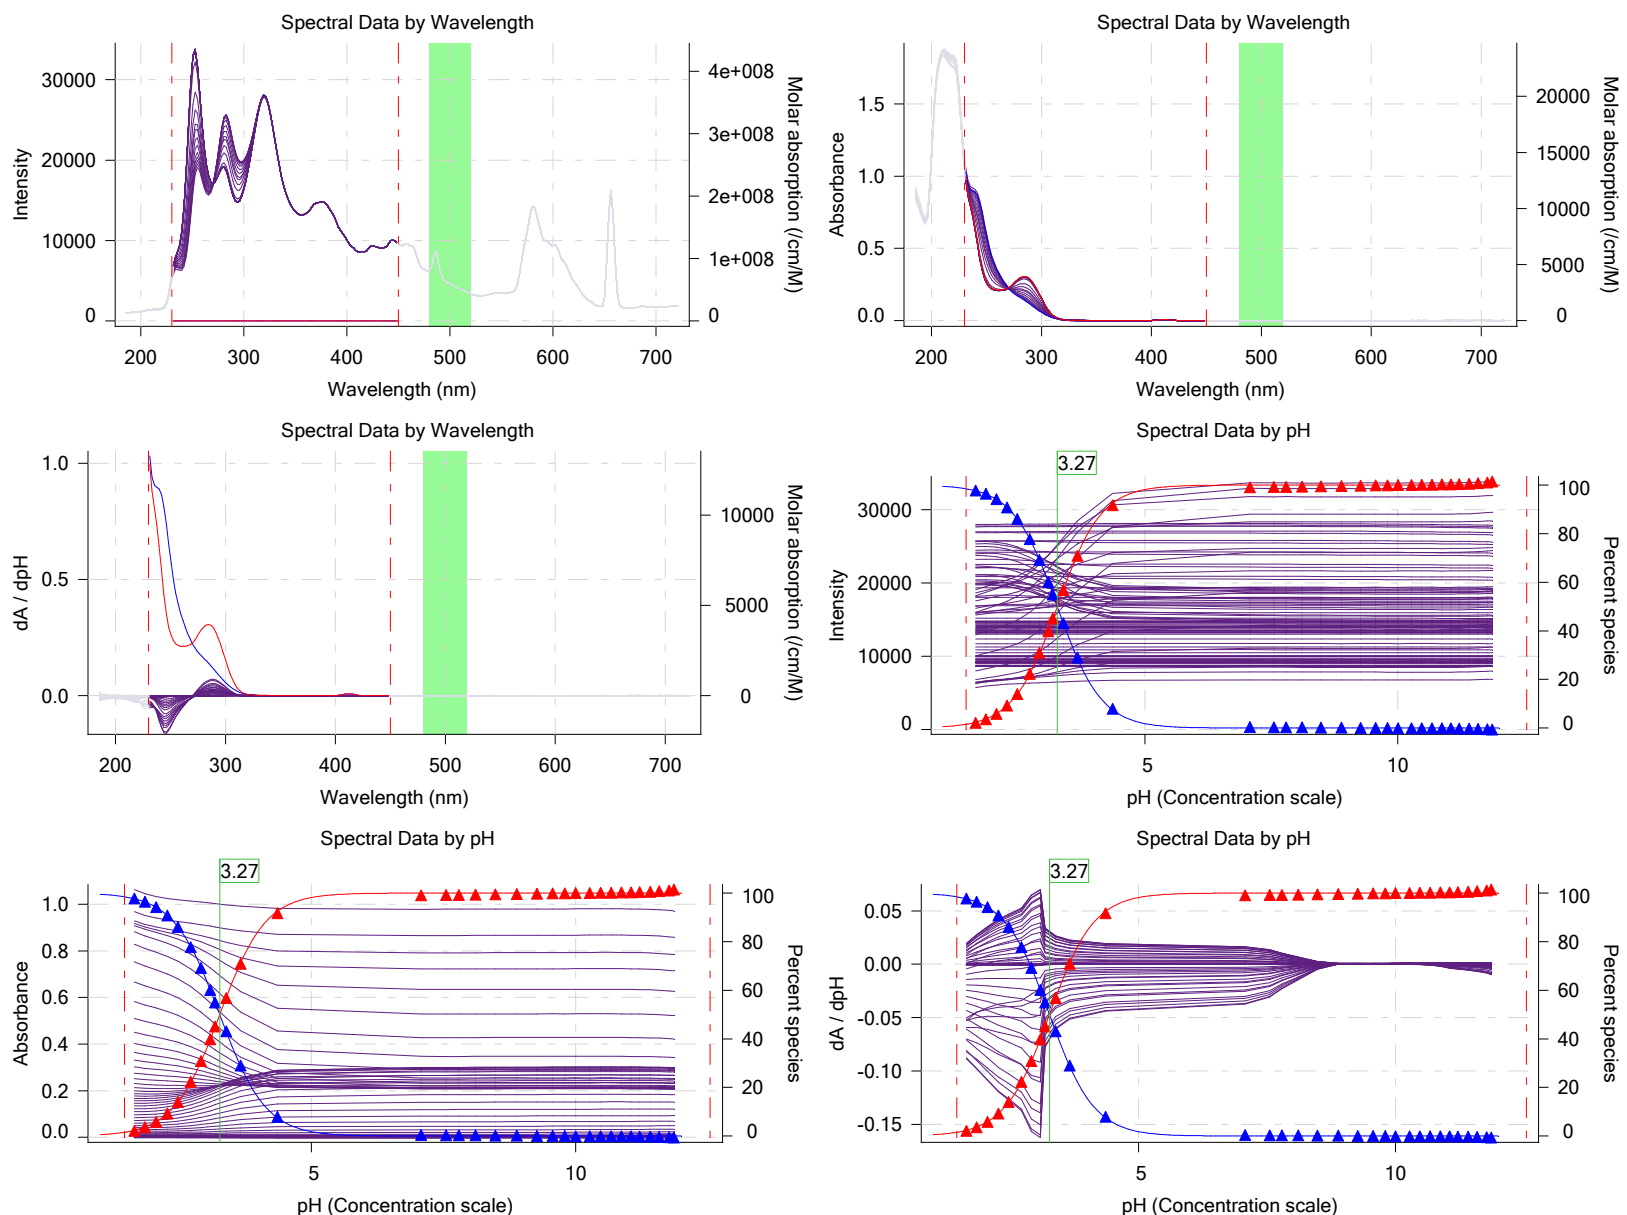 Spectral Data by Wavelength
Intensity
30000
20000
10000
0
4e+008
3e+008
2e+008
1e+008
0
Molar absorption (/cm/M)
200 300 400 500 600 700
Wavelength (nm)
Spectral Data by Wavelength
Absorbance
1.5
1.0
0.5
0.0
20000
15000
10000
5000
0
Molar absorption (/cm/M)
200 300 400 500 600 700
Wavelength (nm)
Spectral Data by Wavelength
dA / dpH
1.0
0.5
0.0
10000
5000
0
Molar absorption (/cm/M)
200 300 400 500 600 700
Wavelength (nm)
Spectral Data by pH
3.27
Intensity
30000
20000
10000
0
100
80
60
40
20
0
Percent species
5 10
pH (Concentration scale)
Spectral Data by pH
3.27
Absorbance
1.0
0.8
0.6
0.4
0.2
0.0
100
80
60
40
20
0
Percent species
5 10
pH (Concentration scale)
Spectral Data by pH
3.27
dA / dpH
0.05
0.00
-0.05
-0.10
-0.15
100
80
60
40
20
0
Percent species
5 10
pH (Concentration scale)